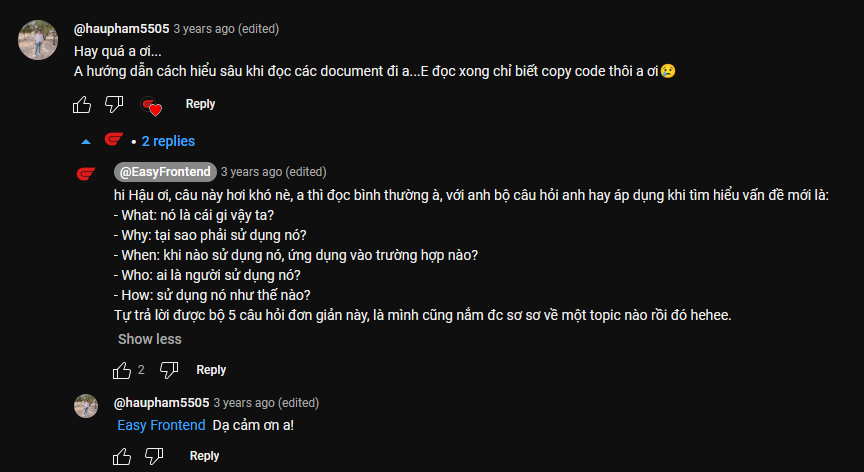 @haupham5505 3 years ago (edited)
Hay quá a ơi...
A hướng dẫn cách hiểu sâu khi đọc các document đi a...E đọc xong chỉ biết copy code thôi a ơi😢
Reply
• 2 replies
@EasyFrontend 3 years ago (edited)
hi Hậu ơi, câu này hơi khó nè, a thì đọc bình thường à, với anh bộ câu hỏi anh hay áp dụng khi tìm hiểu vấn đề mới là:
- What: nó là cái gi vậy ta?
- Why: tại sao phải sử dụng nó?
- When: khi nào sử dụng nó, ứng dụng vào trường hợp nào?
- Who: ai là người sử dụng nó?
- How: sử dụng nó như thế nào?
Tự trả lời được bộ 5 câu hỏi đơn giản này, là mình cũng nắm đc sơ sơ về một topic nào rồi đó hehee.
Show less
2 Reply
@haupham5505 3 years ago (edited)
Easy Frontend Dạ cảm ơn a!
Reply